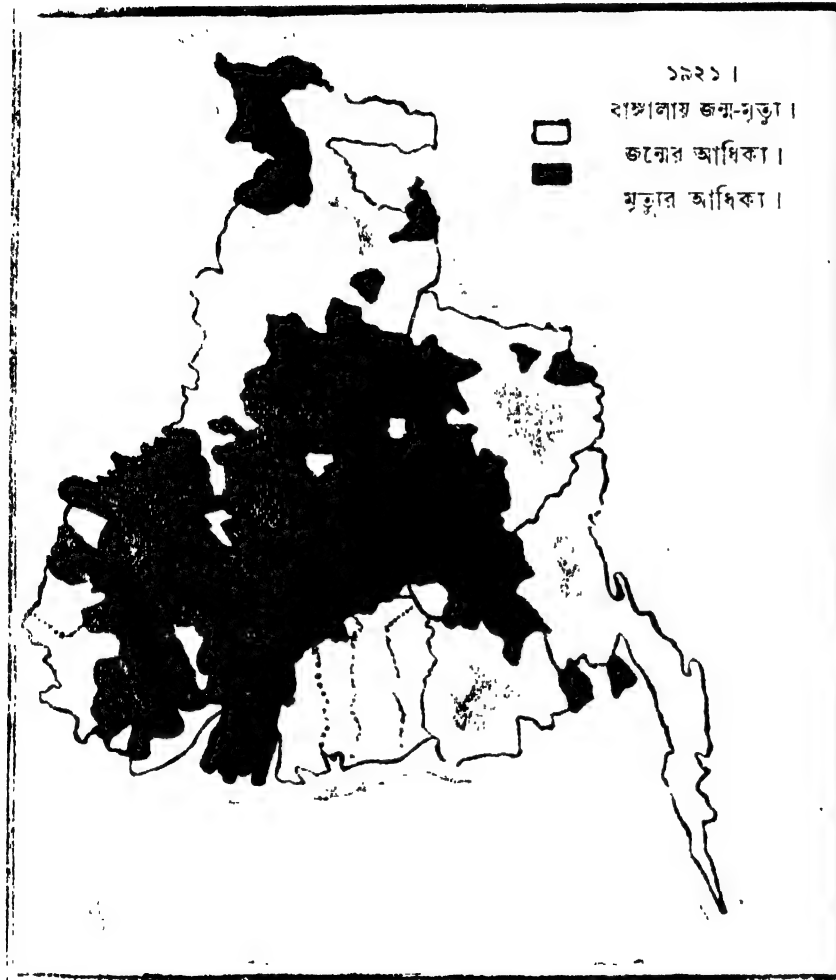 ১৯২১ ।
বাঙ্গালায় জন্ম-মৃত্যু ।
জন্মের আধিক্য ।
মৃত্যুর আধিক্য ।